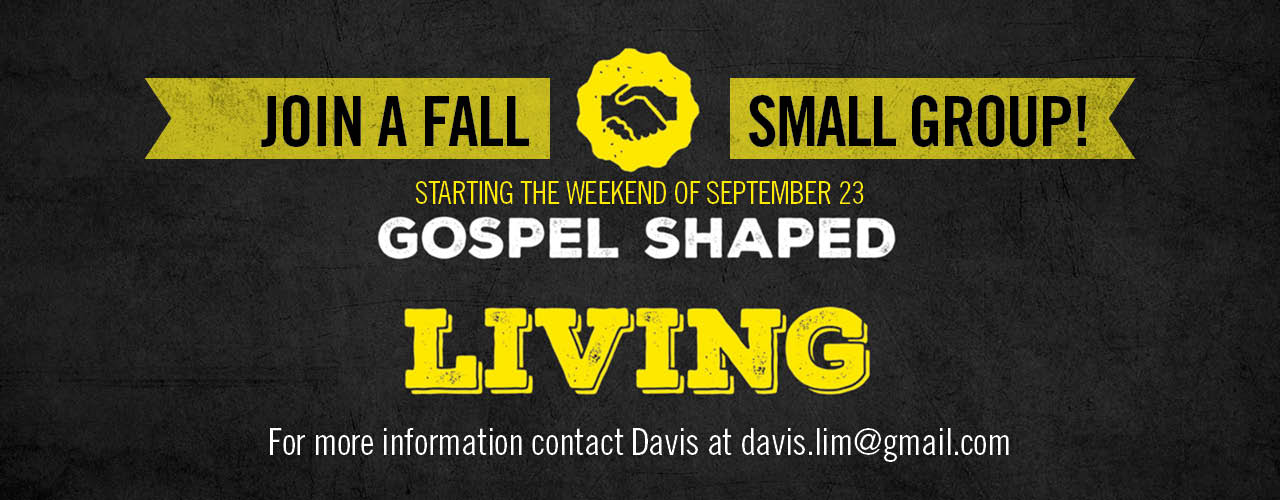 JOIN A FALL SMALL GROUP!
STARTING THE WEEKEND OF SEPTEMBER 23
GOSPEL SHAPED
LIVING
For more information contact Davis at davis.lim@gmail.com